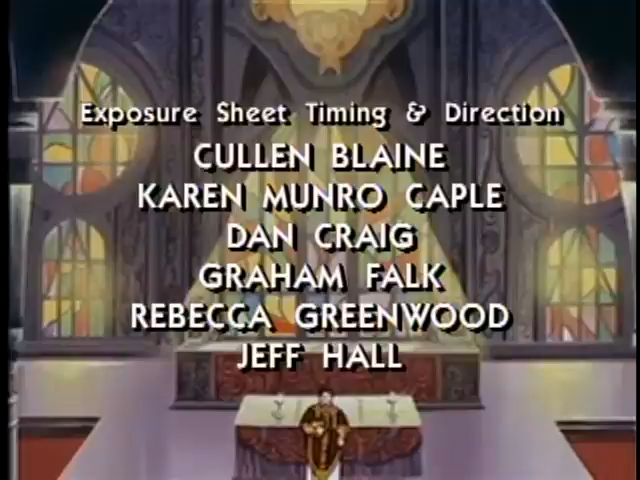 Exposure Sheet Timing & Direction
CULLEN BLAINE
KAREN MUNRO CAPLE
DAN CRAIG
GRAHAM FALK
REBECCA GREENWOOD
JEFF HALL